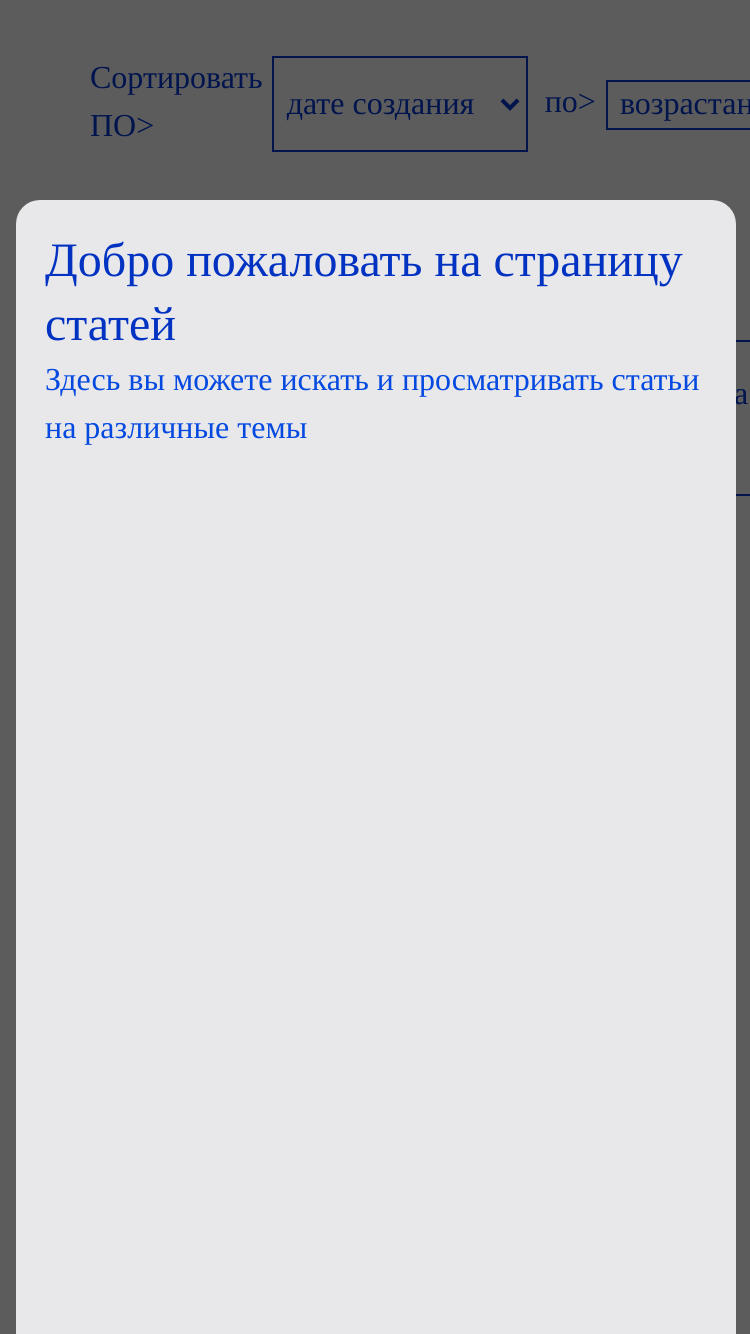 Сортировать
ПО>
дате создания
по>
Добро пожаловать на страницу
статей
Здесь вы можете искать и просматривать статьи
на различные темы